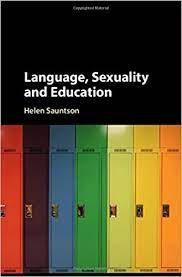 Language, Sexuality
and Education
Helen Sauntson